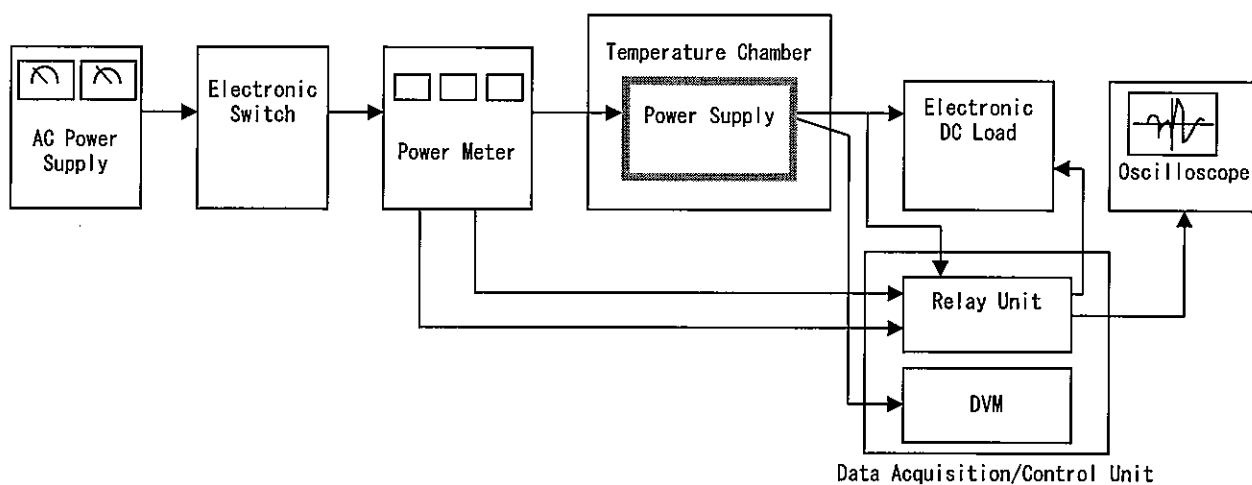 AC Power
Supply
Electronic
Switch
Power Meter
Temperature Chamber
Power Supply
Electronic
DC Load
Oscilloscope
Relay Unit
DVM
Data Acquisition/Control Unit